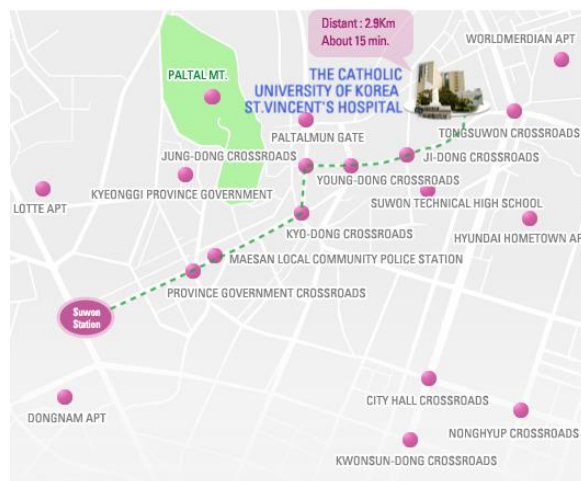 Distant : 2.9Km
About 15 min.
WORLDMERDIAN APT
PALTAL MT.
THE CATHOLIC
UNIVERSITY OF KOREA
ST.VINCENT'S HOSPITAL
PALTALMUN GATE
TONGSUWON CROSSROADS
JUNG-DONG CROSSROADS
JI-DONG CROSSROADS
YOUNG-DONG CROSSROADS
KYEONGGI PROVINCE GOVERNMENT
SUWON TECHNICAL HIGH SCHOOL
LOTTE APT
KYO-DONG CROSSROADS
HYUNDAI HOMETOWN AP
MAESAN LOCAL COMMUNITY POLICE STATION
PROVINCE GOVERNMENT CROSSROADS
Suwon
Station
CITY HALL CROSSROADS
DONGNAM APT
NONGHYUP CROSSROADS
KWONSUN-DONG CROSSROADS